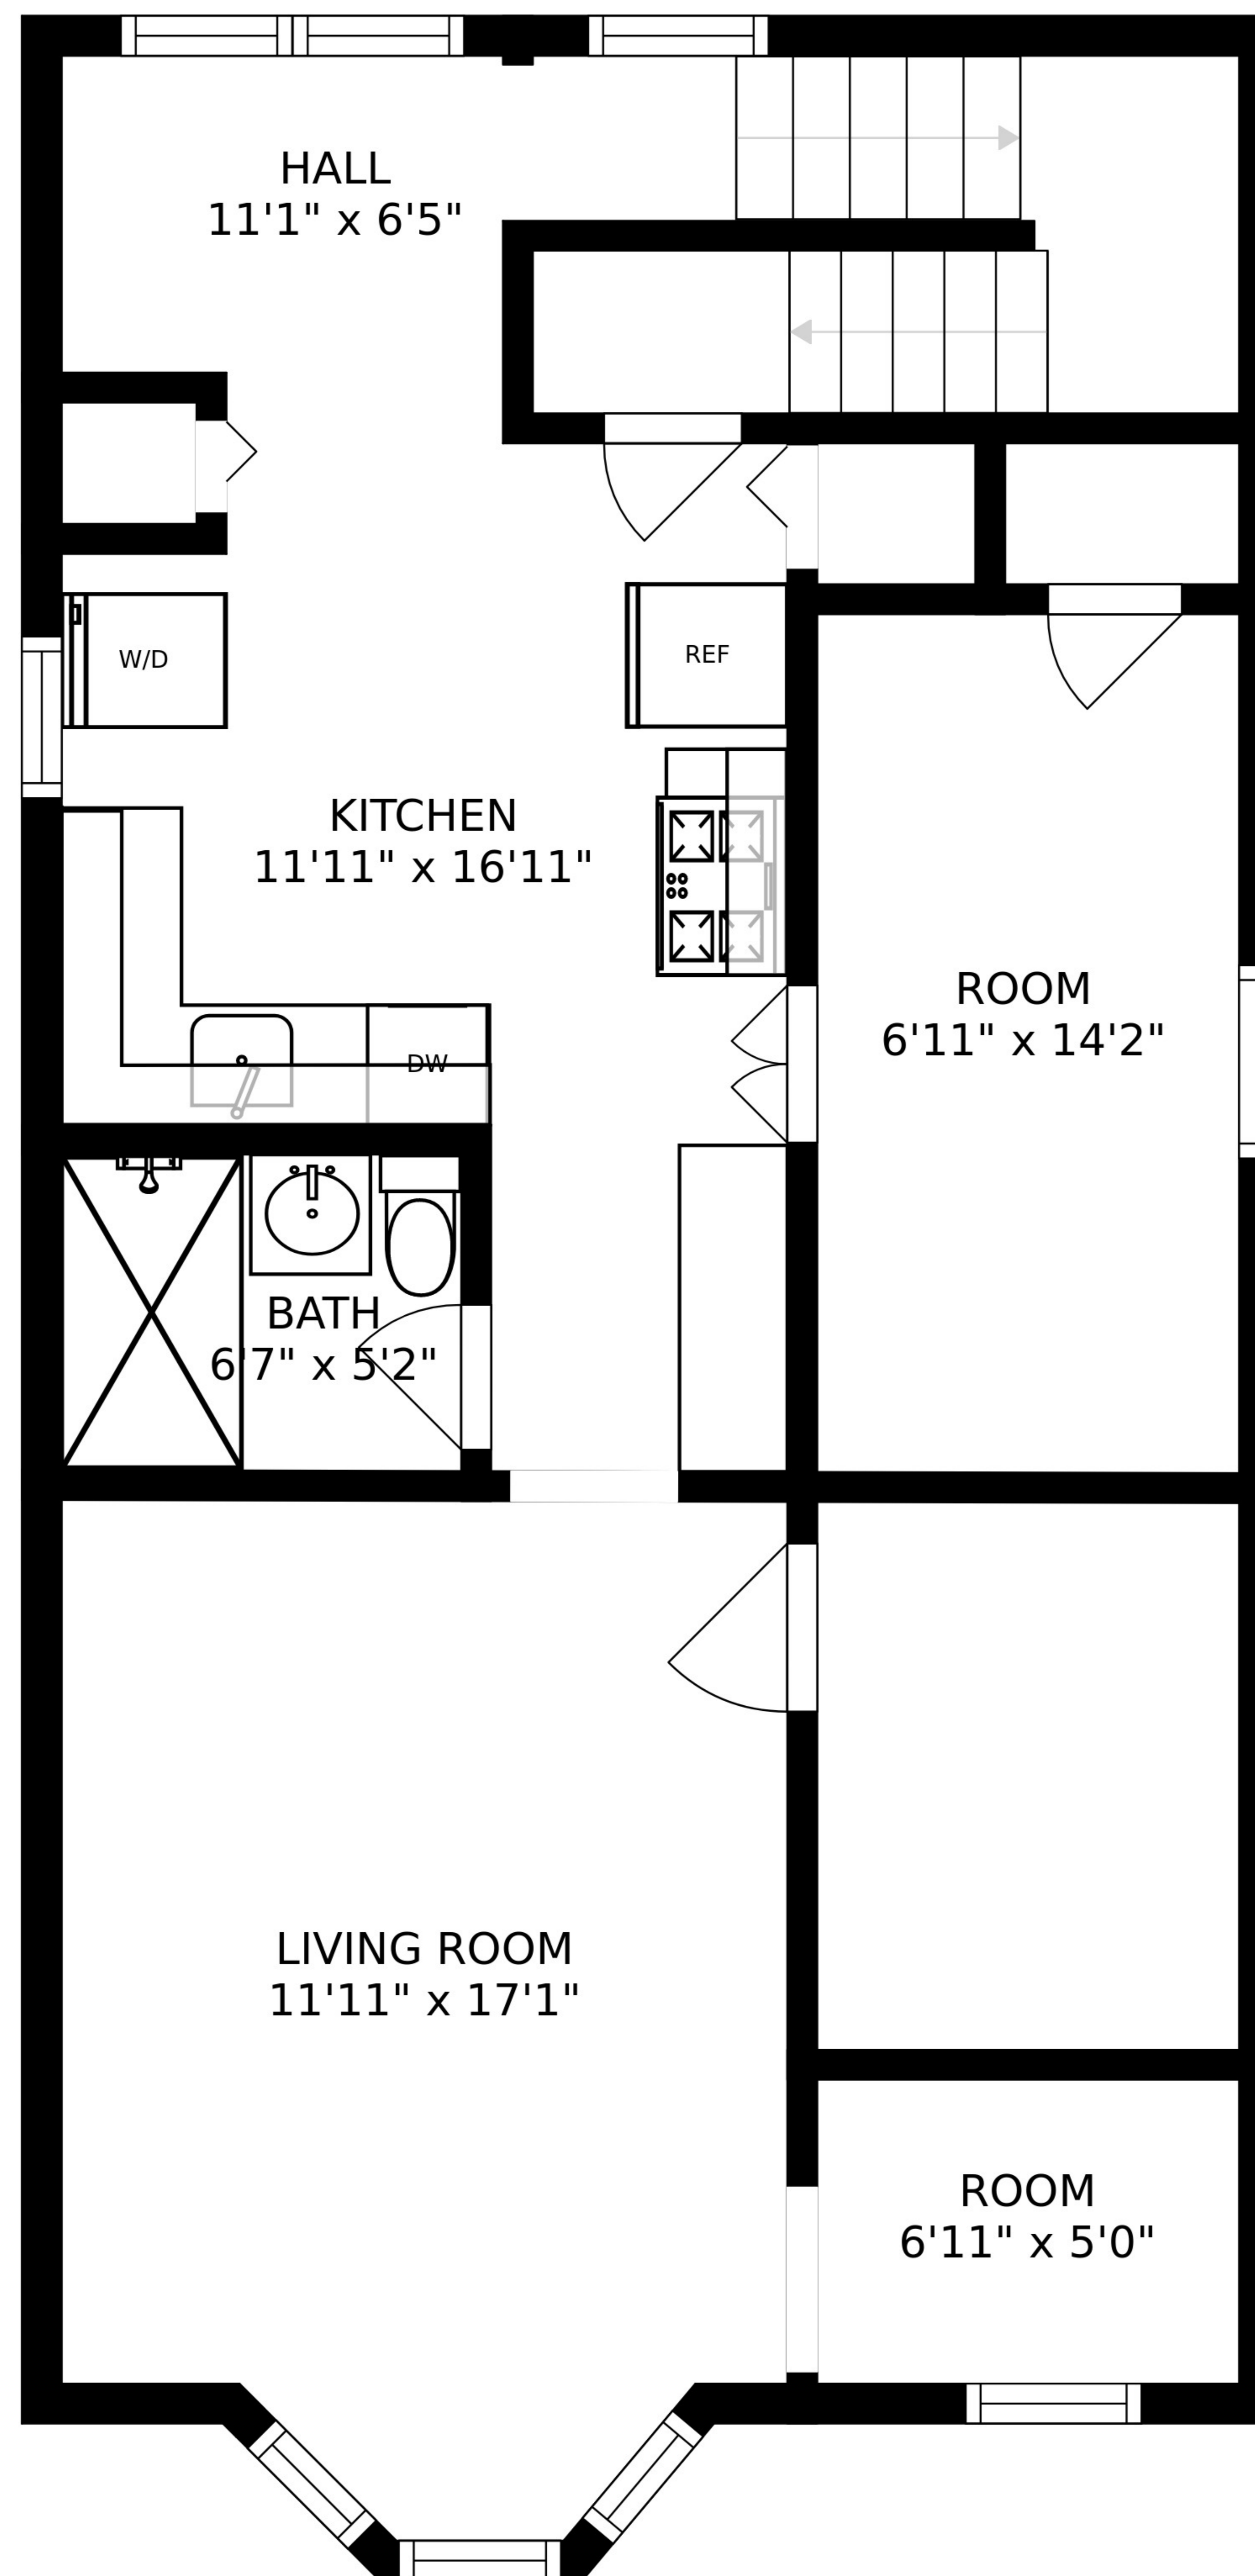 HALL
11'1" x 6'5"
W/D
REF
KITCHEN
11'11" x 16'11"
ROOM
6'11" x 14'2"
DW
BATH
6'7" x 5'2"
LIVING ROOM
11'11" x 17'1"
ROOM
6'11" x 5'0"